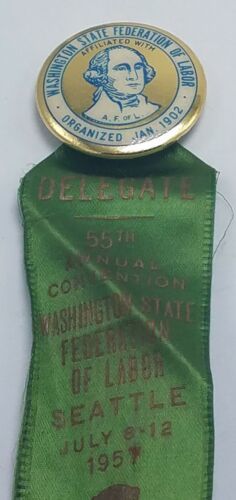 WASHINGTON STATE FEDERATION OF LABOR
AFFILIATED WITH
A.F. OF L.
ORGANIZED JAN. 1902
DELEGATE
55TH
ANNUAL
CONVENTION
WASHINGTON STATE
FEDERATION
OF LABOR
SEATTLE
JULY 8-12
1957